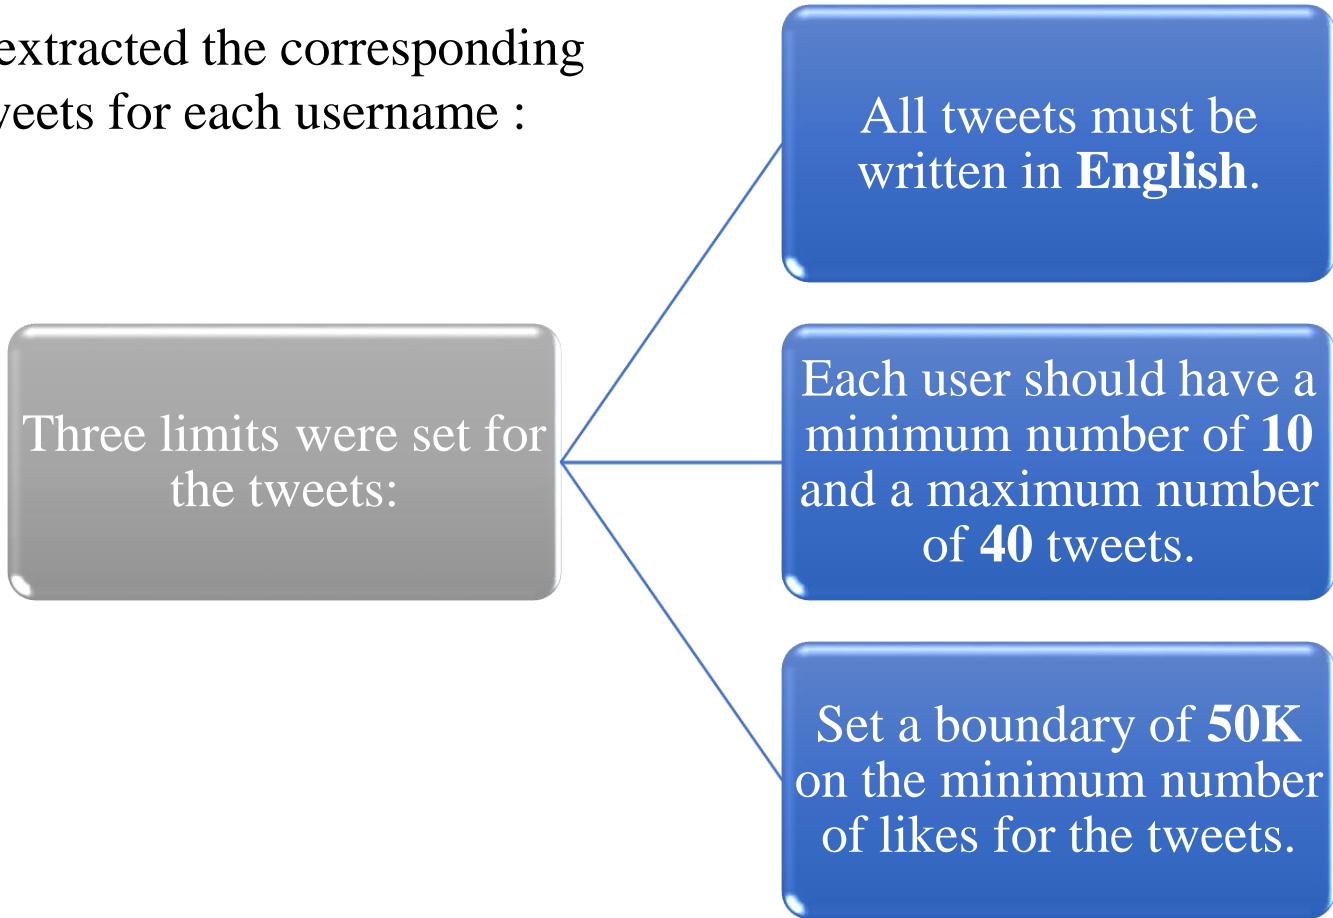 extracted the corresponding
weets for each username :
All tweets must be
written in English.
Three limits were set for
the tweets:
Each user should have a
minimum number of 10
and a maximum number
of 40 tweets.
Set a boundary of 50K
on the minimum number
of likes for the tweets.